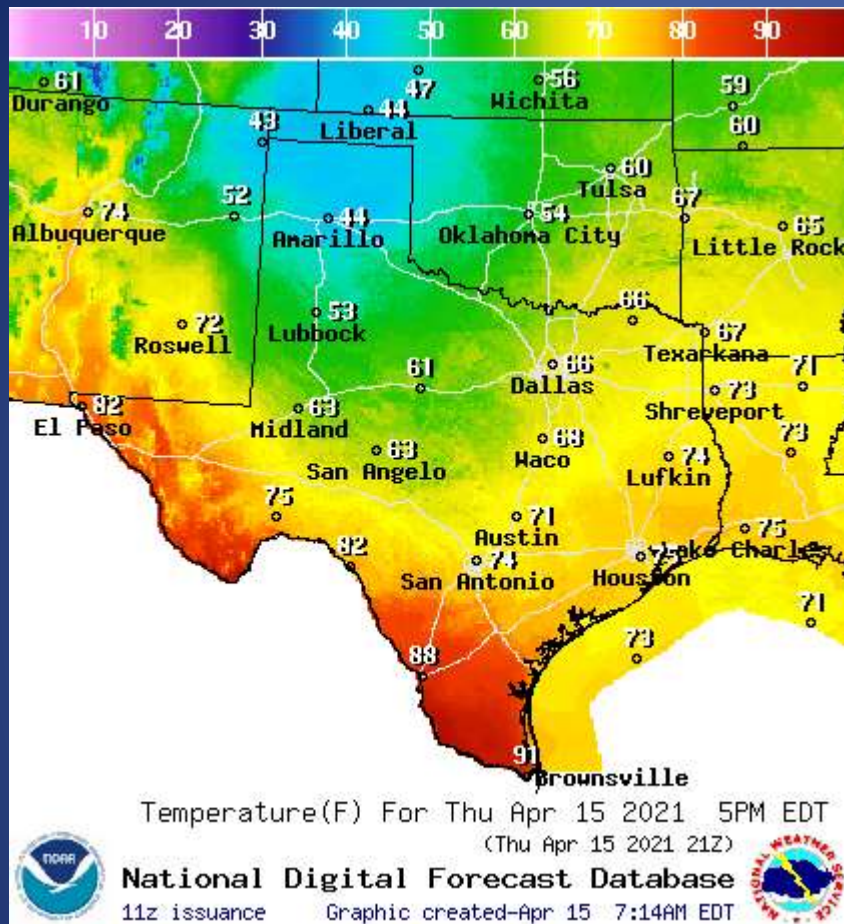 10 20 30 40 50 60 70 80 90
61
Durango
47
56
Wichita
59
44
Liberal
60
60
Tulsa
52
74
Albuquerque
44
Amarillo
54
Oklahoma City
67
65
Little Rock
72
Roswell
53
Lubbock
66
67
Texarkana
61
66
Dallas
71
82
El Paso
63
Midland
73
Shreveport
63
San Angelo
68
Waco
74
Lufkin
73
75
71
Austin
75
Lake Charles
82
74
San Antonio
Houston
71
73
88
91
Brownsville
Temperature(F) For Thu Apr 15 2021 5PM EDT
(Thu Apr 15 2021 21Z)
NOAA
National Digital Forecast Database
11z issuance Graphic created-Apr 15 7:14AM EDT
NATIONAL WEATHER SERVICE